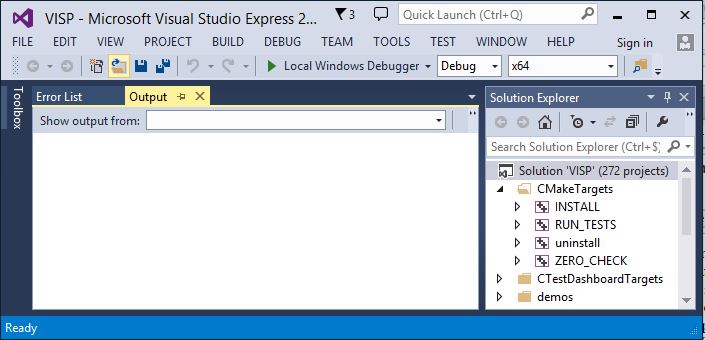 VISP - Microsoft Visual Studio Express 2... 3 Quick Launch (Ctrl+Q)
FILE EDIT VIEW PROJECT BUILD DEBUG TEAM TOOLS TEST WINDOW HELP Sign in
Local Windows Debugger Debug x64
Toolbox
Error List Output
Show output from:
Solution Explorer
Search Solution Explorer (Ctrl+$)
Solution 'VISP' (272 projects)
CMakeTargets
INSTALL
RUN_TESTS
uninstall
ZERO_CHECK
CTestDashboardTargets
demos
Ready